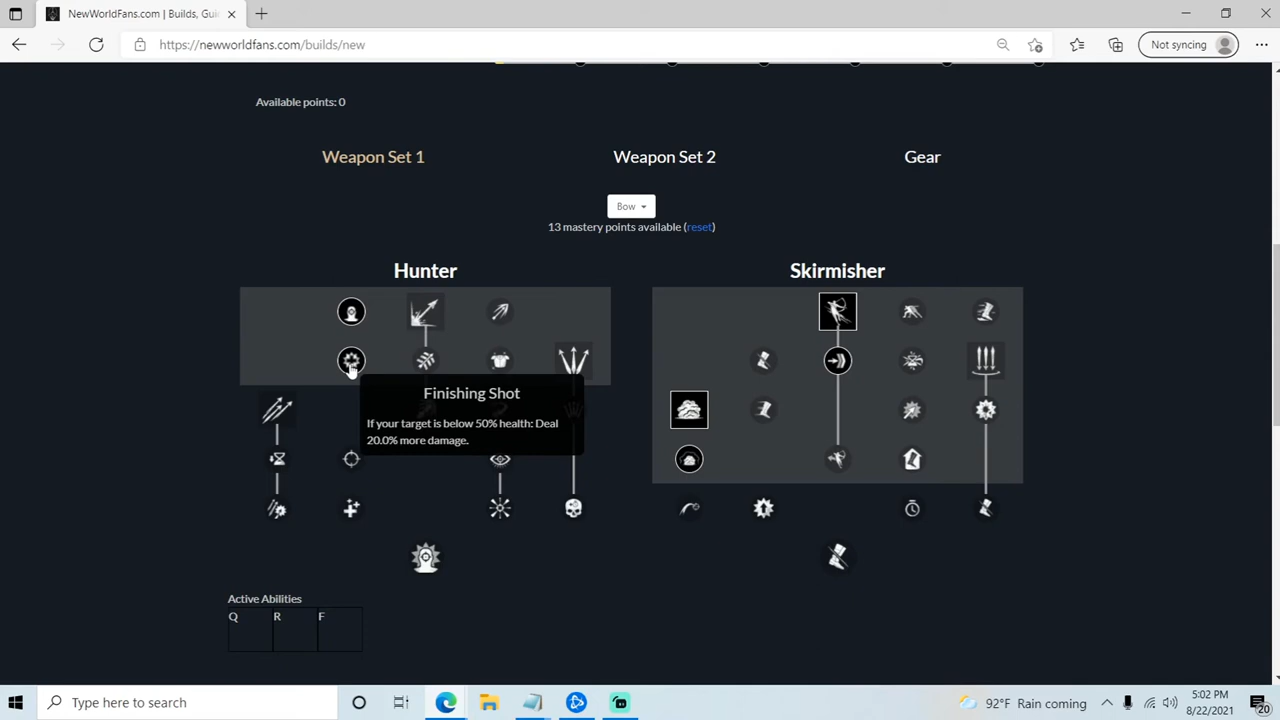 NewWorldFans.com | Builds, Gui
https://newworldfans.com/builds/new
Not syncing
Available points: 0
Weapon Set 1
Weapon Set 2
Gear
Bow
13 mastery points available (reset)
Hunter
Skirmisher
Finishing Shot
If your target is below 50% health: Deal
20.0% more damage.
Active Abilities
Q
R
F
Type here to search
92°F Rain coming
5:02 PM
8/22/2021
20